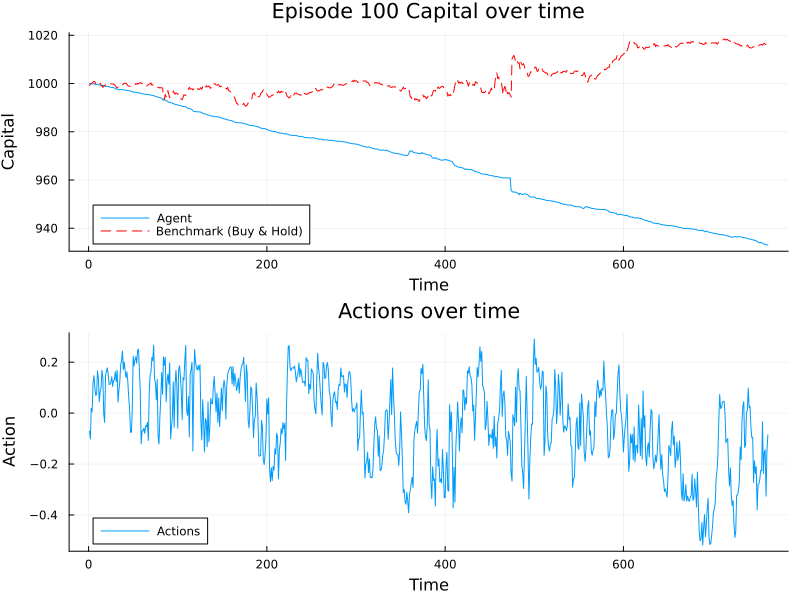 Episode 100 Capital over time
Capital
1020
1000
980
960
940
Agent
Benchmark (Buy & Hold)
0 200 400 600
Time
Actions over time
Action
0.2
0.0
−0.2
−0.4
Actions
0 200 400 600
Time